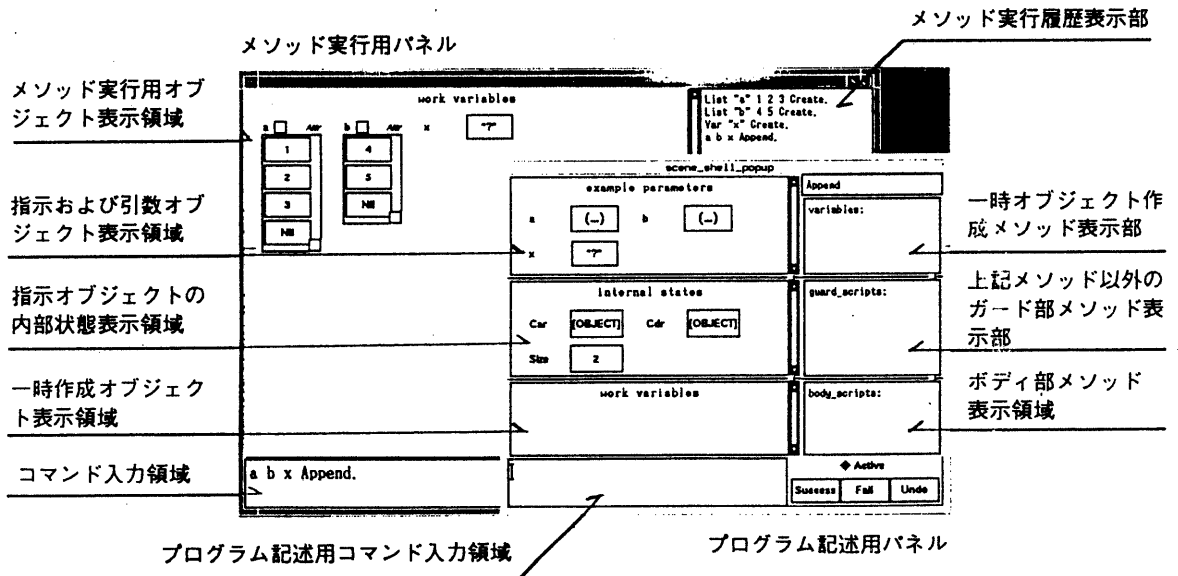 メソッド実行履歴表示部
メソッド実行用パネル
メソッド実行用オブ
ジェクト表示領域
指示および引数オブ
ジェクト表示領域
指示オブジェクトの
内部状態表示領域
一時作成オブジェク
ト表示領域
コマンド入力領域
work variables
a Attr b Attr x "?"
1 4
2 5
3 Nil
Nil
List "a" 1 2 3 Create.
List "b" 4 5 Create.
Var "x" Create.
a b x Append.
scene_shell_popup
example parameters
a (...) b (...)
x "?"
internal states
Car [OBJECT] Cdr [OBJECT]
Size 2
work variables
Append
variables:
guard_scripts:
body_scripts:
a b x Append.
Active
Success Fail Undo
一時オブジェクト作
成メソッド表示部
上記メソッド以外の
ガード部メソッド表
示部
ボディ部メソッド
表示領域
プログラム記述用コマンド入力領域
プログラム記述用パネル